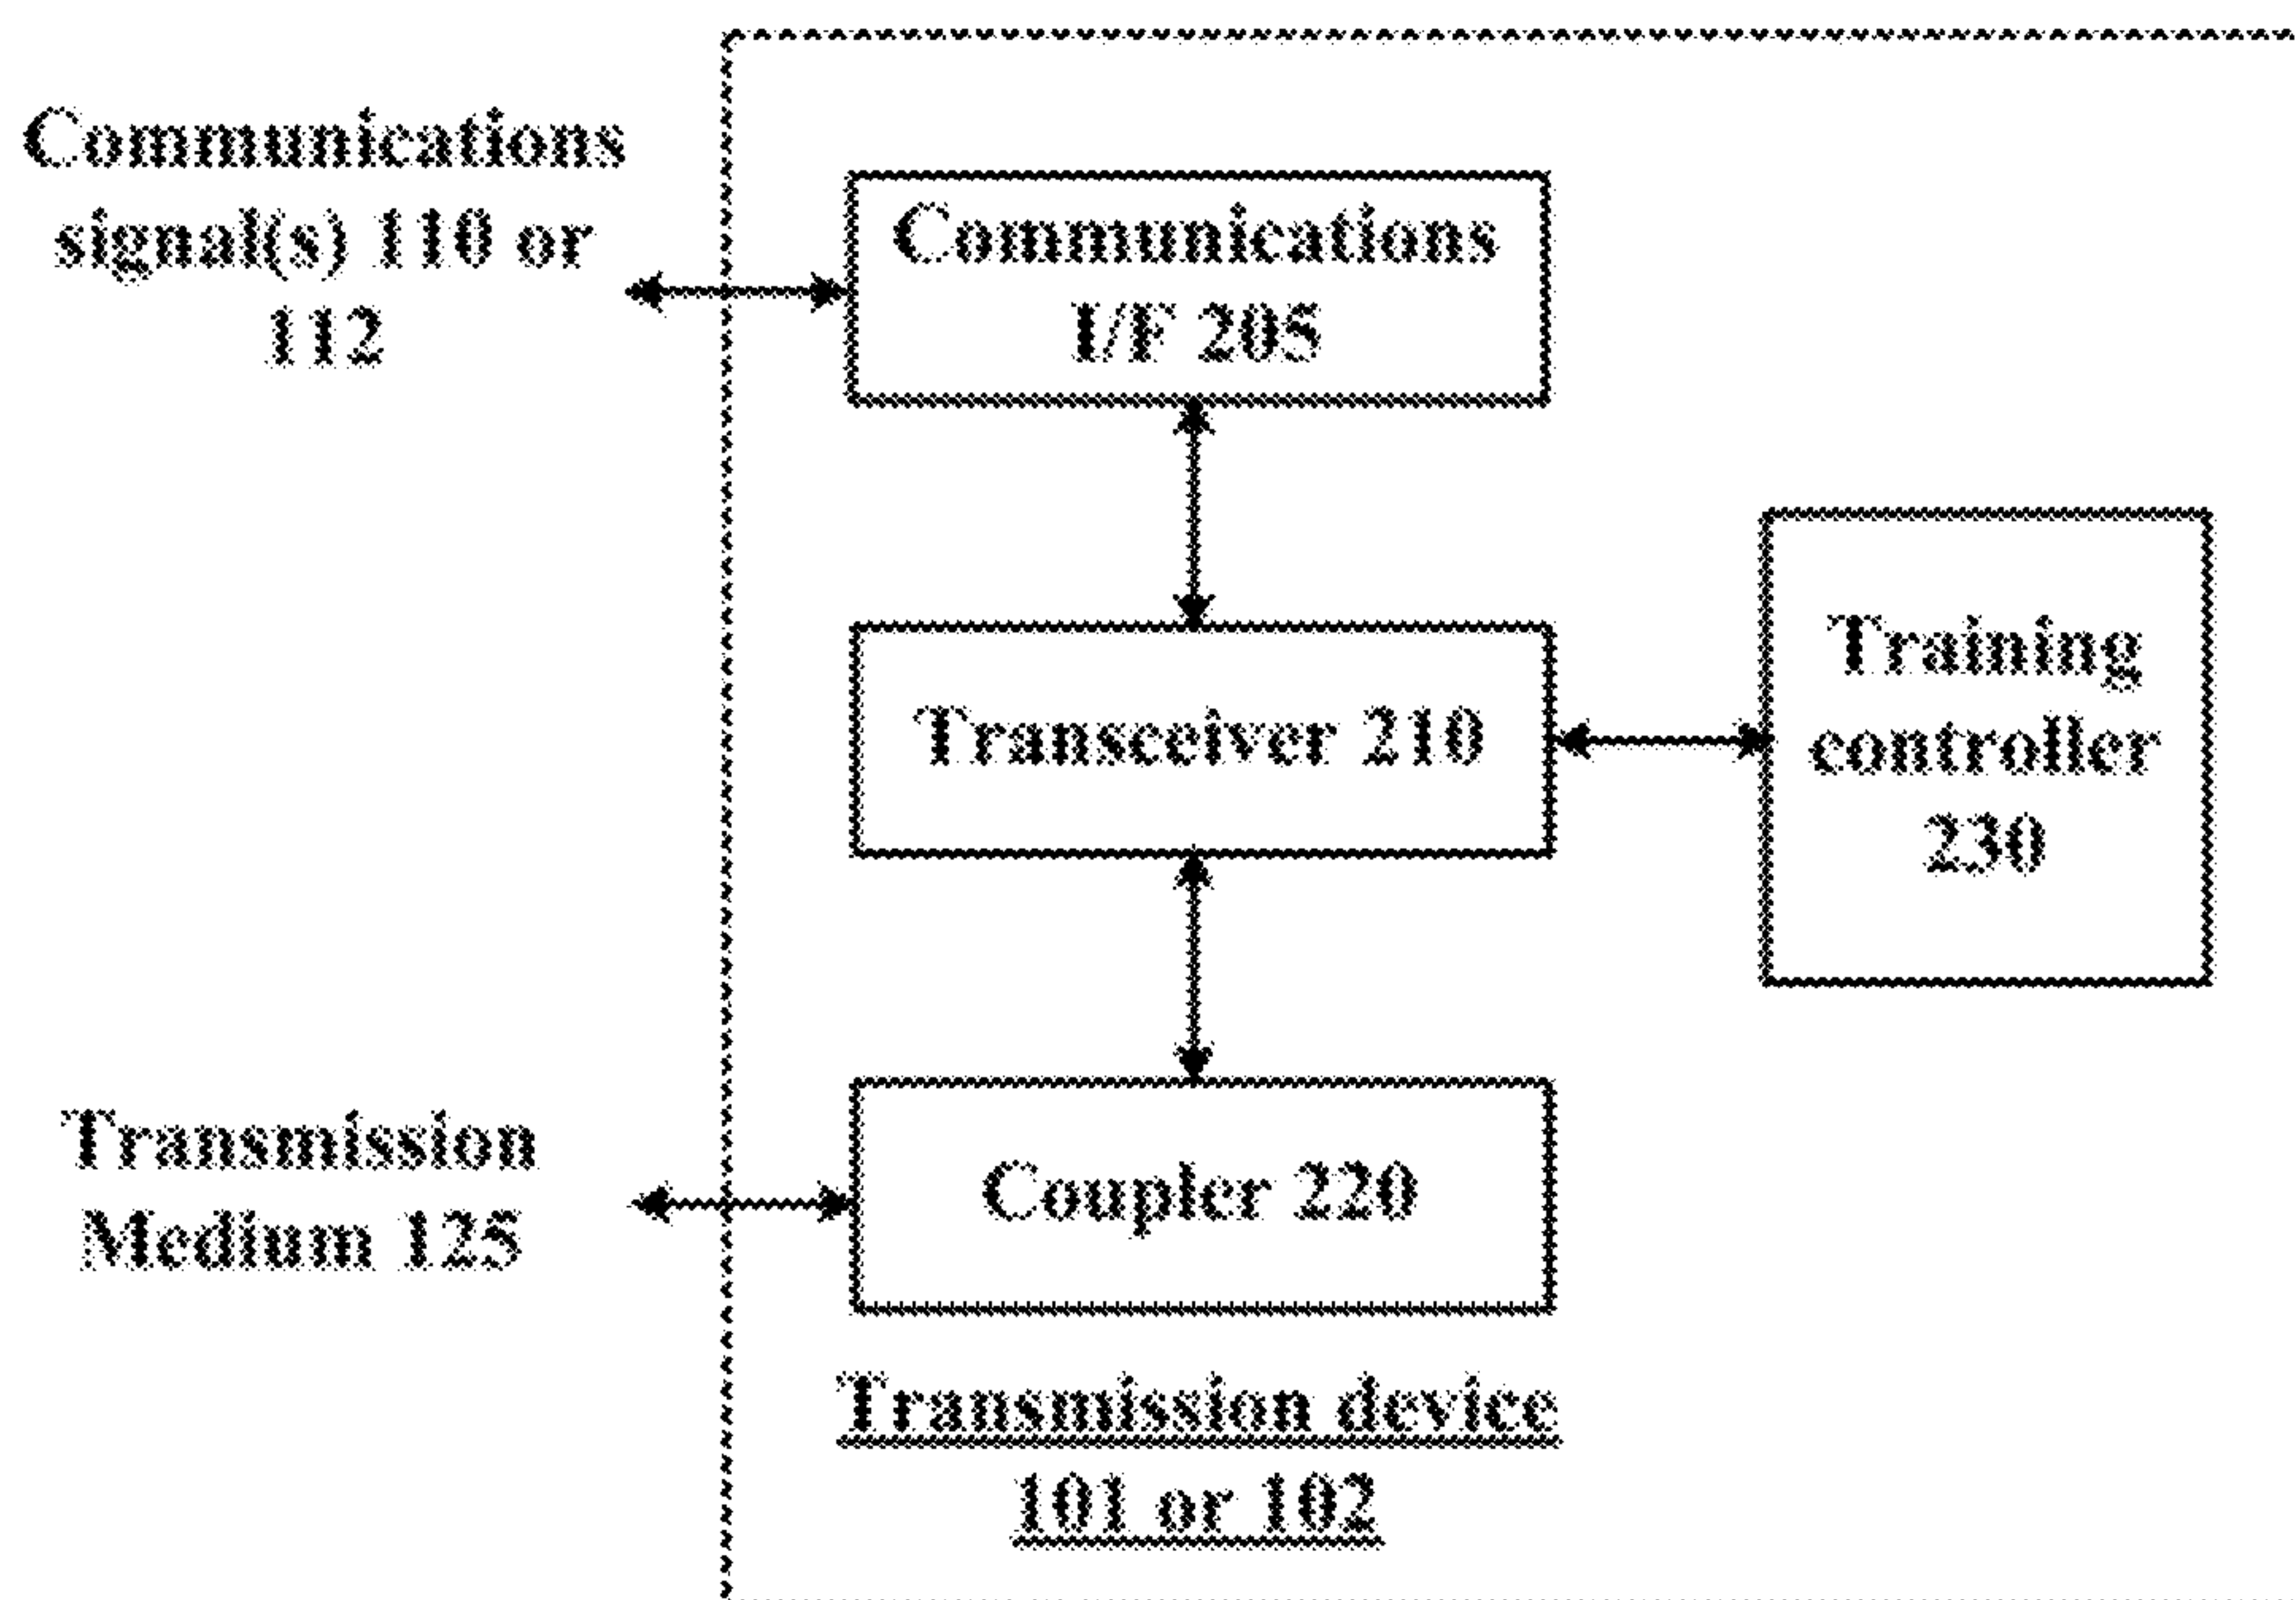 Communications
signal(s) 110 or
112
Communications
I/F 205
Transceiver 210
Training
controller
230
Transmission
Medium 125
Coupler 220
Transmission device
101 or 102